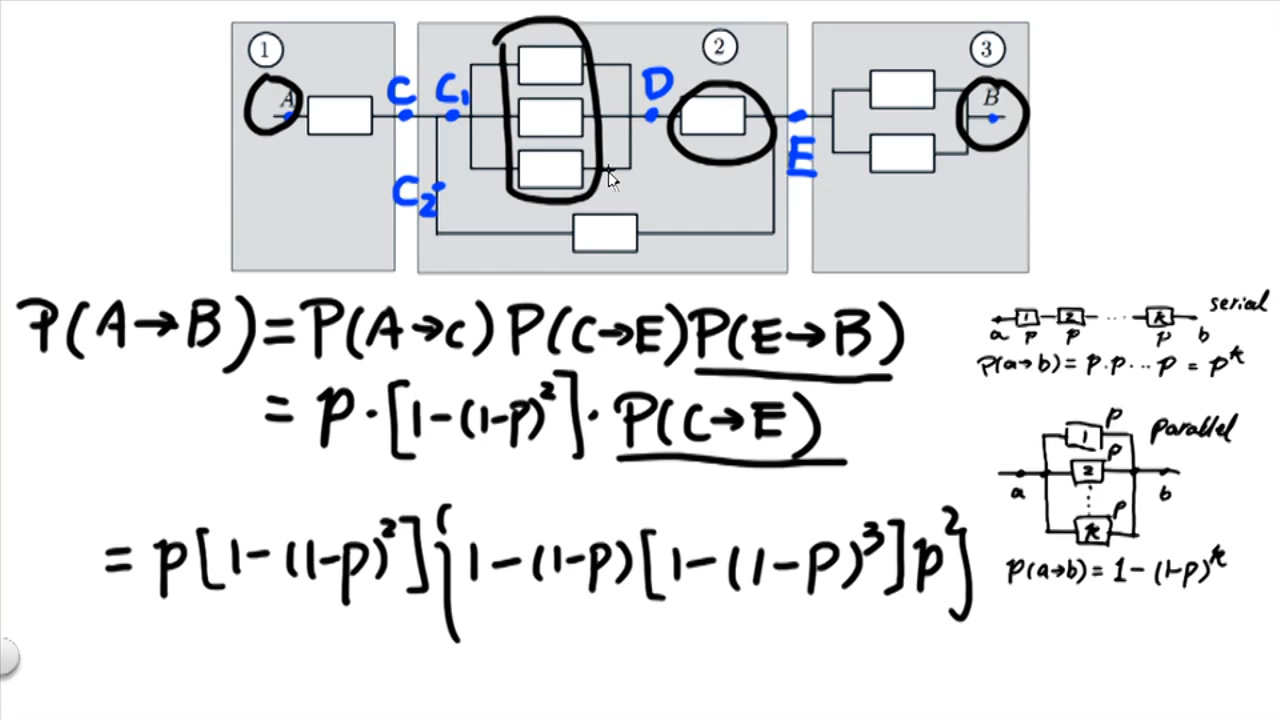 1 2 3
A C C₁ D E B
C₂
P(A→B) = P(A→C) P(C→E) P(E→B)
= p · [1-(1-p)²] · P(C→E)
= p[1-(1-p)²]{1-(1-p)[1-(1-p)³]p²}
serial
1 2 ... k
a p p p b
P(a→b) = p·p···p = p^k
parallel
1 p
2 p
a ⋮ b
k p
P(a→b) = 1-(1-p)^k